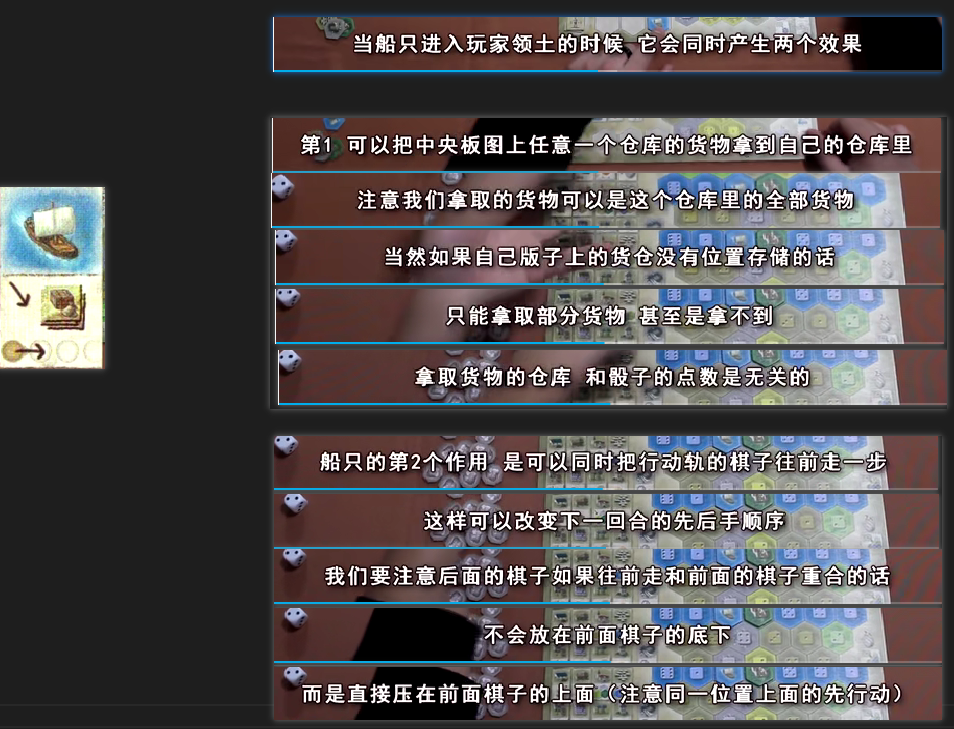 当船只进入玩家领土的时候 它会同时产生两个效果
第1 可以把中央板图上任意一个仓库的货物拿到自己的仓库里
注意我们拿取的货物可以是这个仓库里的全部货物
当然如果自己版子上的货仓没有位置存储的话
只能拿取部分货物 甚至是拿不到
拿取货物的仓库 和骰子的点数是无关的
船只的第2个作用 是可以同时把行动轨的棋子往前走一步
这样可以改变下一回合的先后手顺序
我们要注意后面的棋子如果往前走和前面的棋子重合的话
不会放在前面棋子的底下
而是直接压在前面棋子的上面（注意同一位置上面的先行动）